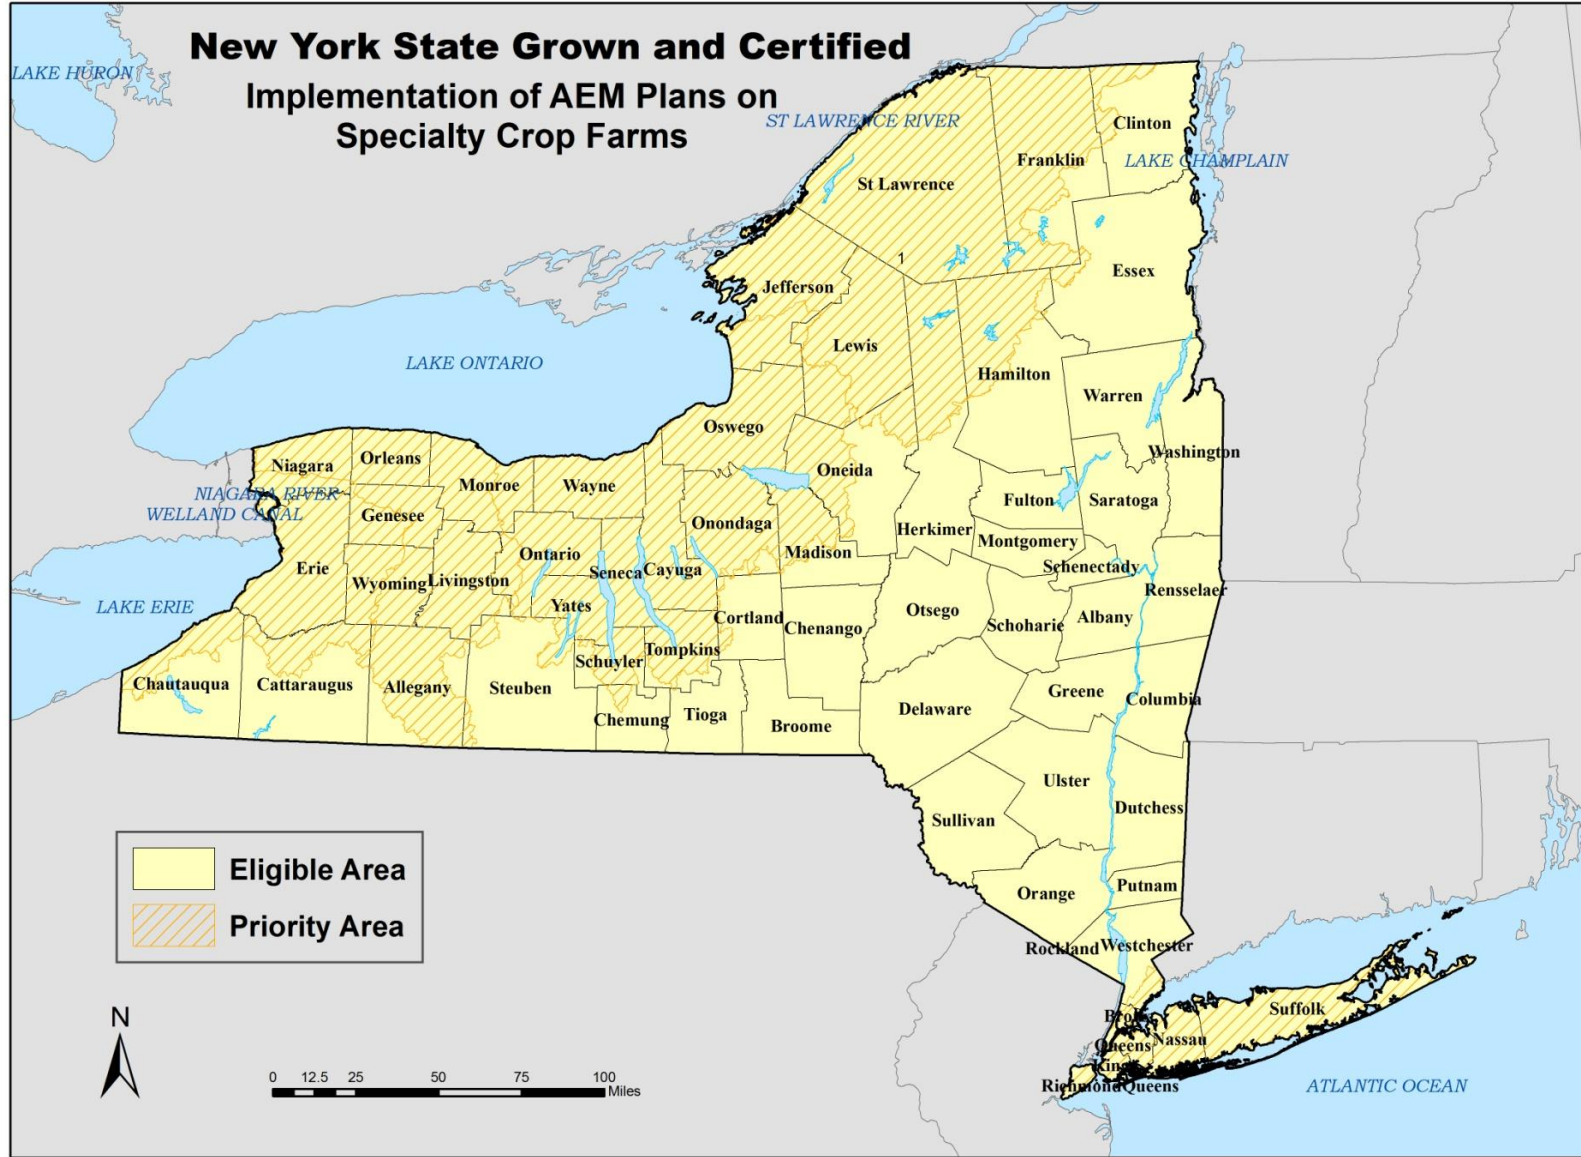 New York State Grown and Certified
Implementation of AEM Plans on
Specialty Crop Farms
LAKE HURON
ST LAWRENCE RIVER
Clinton
LAKE CHAMPLAIN
Franklin
St Lawrence
1
Essex
Jefferson
Lewis
LAKE ONTARIO
Hamilton
Warren
Oswego
Washington
Oneida
Niagara
Orleans
Monroe
Wayne
NIAGARA RIVER
WELLAND CANAL
Genesee
Fulton
Saratoga
Onondaga
Herkimer
Montgomery
Madison
Ontario
Erie
Wyoming
Livingston
Seneca
Cayuga
Schenectady
Rensselaer
LAKE ERIE
Yates
Cortland
Chenango
Otsego
Schoharie
Albany
Tompkins
Schuyler
Chautauqua
Cattaraugus
Allegany
Steuben
Greene
Columbia
Chemung
Tioga
Broome
Delaware
Ulster
Dutchess
Sullivan
Eligible Area
Priority Area
Orange
Putnam
Rockland
Westchester
Suffolk
Nassau
Queens
Richmond
Queens
ATLANTIC OCEAN
N
0 12.5 25 50 75 100
Miles